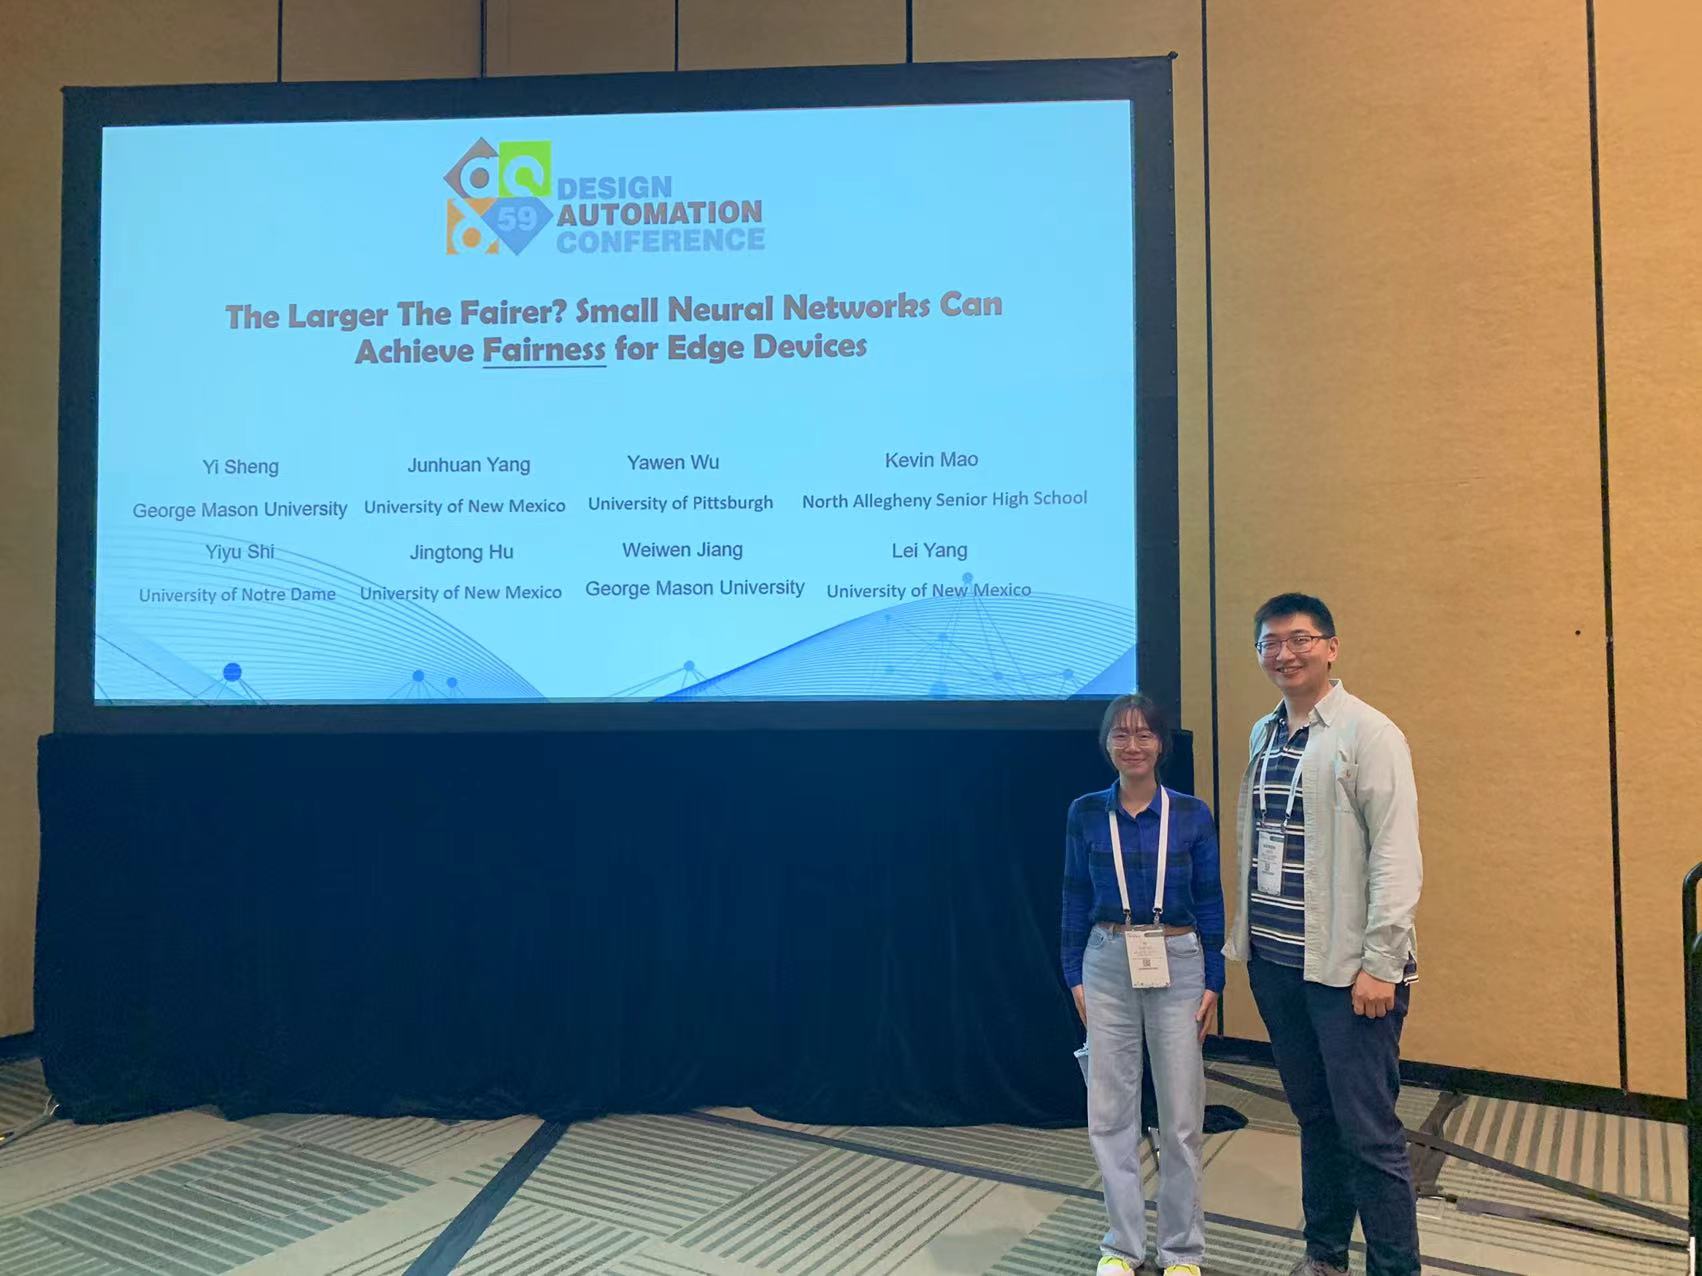 59
DESIGN
AUTOMATION
CONFERENCE
The Larger The Fairer? Small Neural Networks Can
Achieve Fairness for Edge Devices
Yi Sheng Junhuan Yang Yawen Wu Kevin Mao
George Mason University University of New Mexico University of Pittsburgh North Allegheny Senior High School
Yiyu Shi Jingtong Hu Weiwen Jiang Lei Yang
University of Notre Dame University of New Mexico George Mason University University of New Mexico